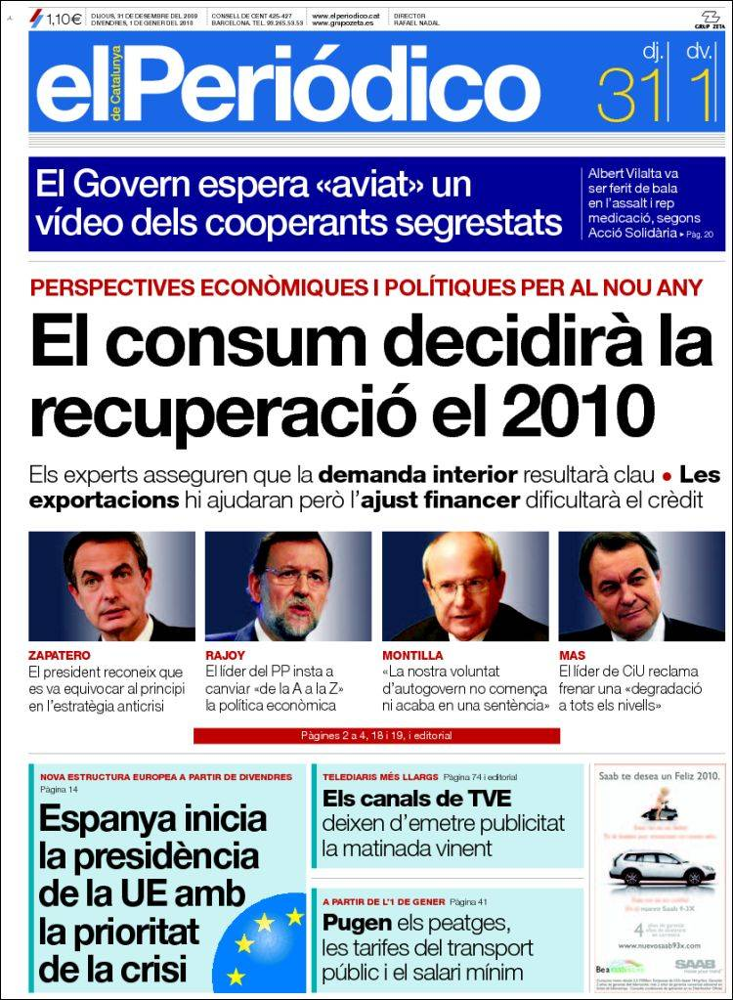 1,10€
DIJOUS, 31 DE DESEMBRE DEL 2009
DIVENDRES, 1 DE GENER DEL 2010
CONSELL DE CENT 425-427
BARCELONA. TEL. 93.265.53.53
www.elperiodico.cat
www.grupozeta.es
DIRECTOR
RAFAEL NADAL
GRUP ZETA
elPeriódico
de Catalunya
dj. dv.
31 1
El Govern espera «aviat» un
vídeo dels cooperants segrestats
Albert Vilalta va
ser ferit de bala
en l'assalt i rep
medicació, segons
Acció Solidària ▸ Pàg. 20
PERSPECTIVES ECONÒMIQUES I POLÍTIQUES PER AL NOU ANY
El consum decidirà la
recuperació el 2010
Els experts asseguren que la demanda interior resultarà clau • Les
exportacions hi ajudaran però l'ajust financer dificultarà el crèdit
ZAPATERO
El president reconeix que
es va equivocar al principi
en l'estratègia anticrisi
RAJOY
El líder del PP insta a
canviar «de la A a la Z»
la política econòmica
MONTILLA
«La nostra voluntat
d'autogovern no comença
ni acaba en una sentència»
MAS
El líder de CiU reclama
frenar una «degradació
a tots els nivells»
Pàgines 2 a 4, 18 i 19, i editorial
NOVA ESTRUCTURA EUROPEA A PARTIR DE DIVENDRES
Pàgina 14
Espanya inicia
la presidència
de la UE amb
la prioritat
de la crisi
TELEDIARIS MÉS LLARGS Pàgina 74 i editorial
Els canals de TVE
deixen d'emetre publicitat
la matinada vinent
A PARTIR DE L'1 DE GENER Pàgina 41
Pugen els peatges,
les tarifes del transport
públic i el salari mínim
Saab te desea un Feliz 2010.
nuevo Saab 9-3X
4 años de garantía
www.nuevosaab93x.com
SAAB